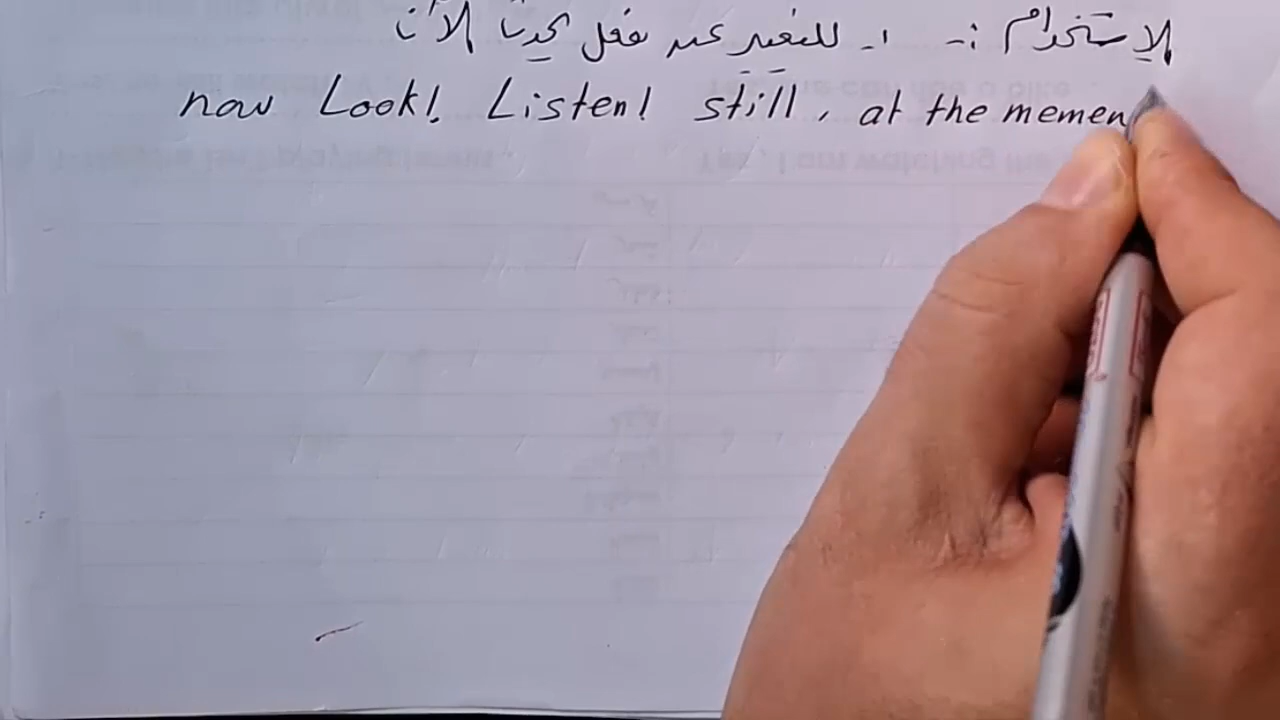 الاستخدام :- ١- للتعبير عن فعل يحدث الآن
now Look! Listen! still, at the memen